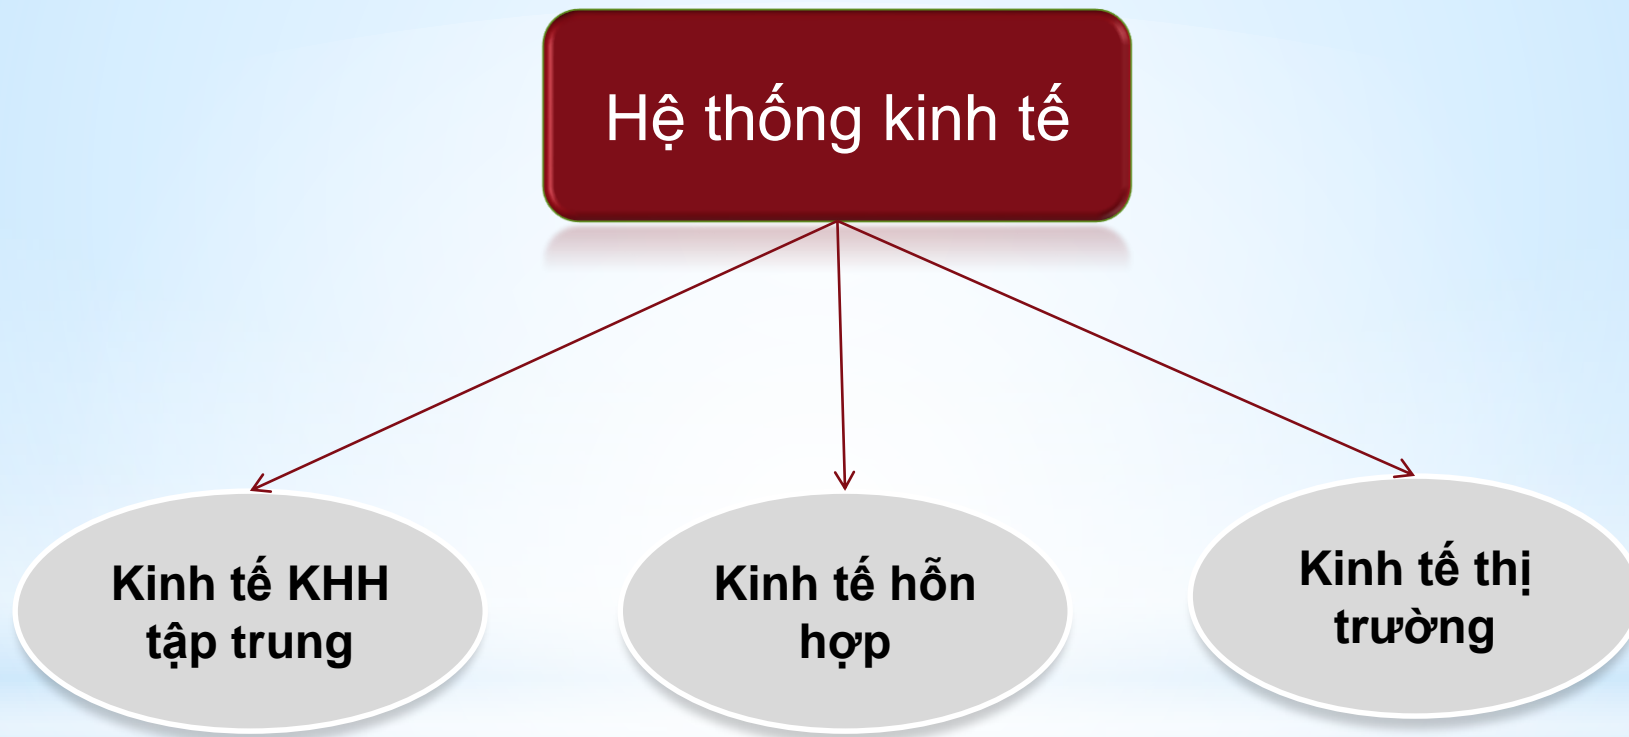 Hệ thống kinh tế
Kinh tế KHH
tập trung
Kinh tế hỗn
hợp
Kinh tế thị
trường